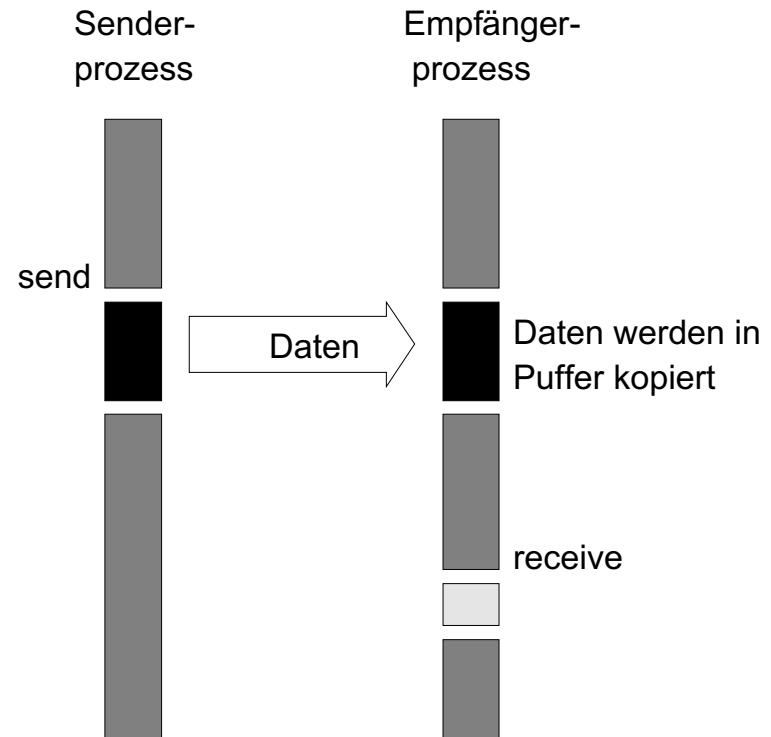 Sender-
prozess
Empfänger-
prozess
send
Daten
Daten werden in
Puffer kopiert
receive